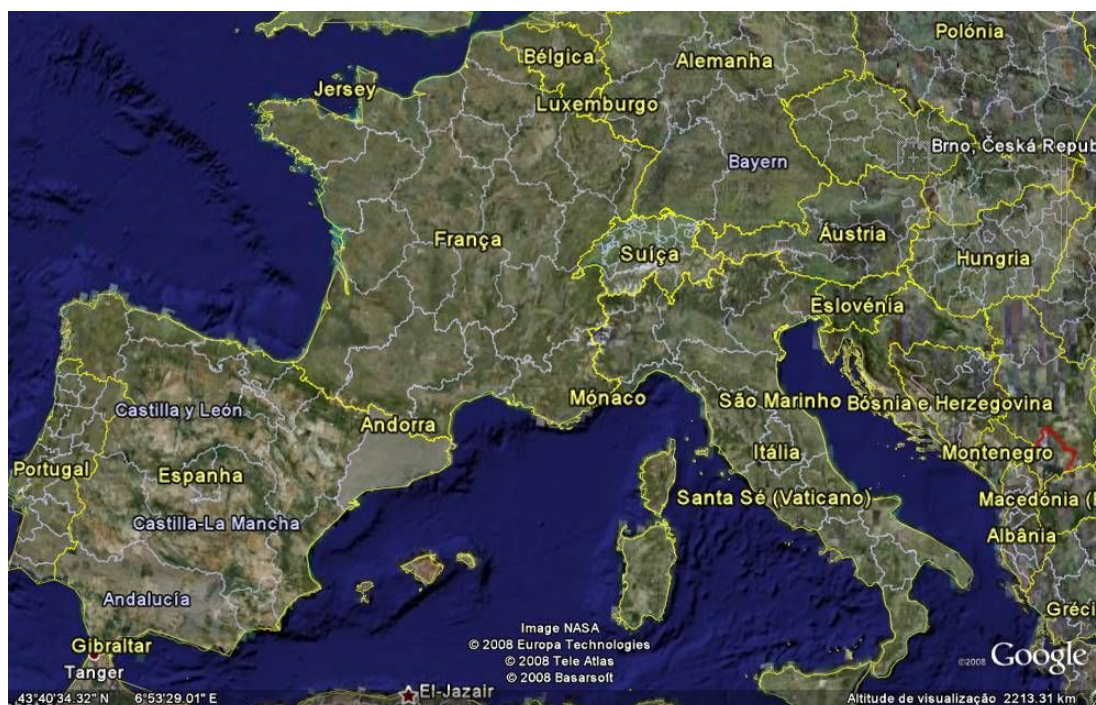 Polónia
Bélgica
Alemanha
Jersey
Luxemburgo
Brno, Česká Repub
Bayern
França
Áustria
Suíça
Hungria
Eslovénia
Mónaco
São Marinho
Bósnia e Herzegovina
Castilla y León
Andorra
Portugal
Espanha
Itália
Montenegro
Santa Sé (Vaticano)
Macedónia (F
Castilla-La Mancha
Albânia
Andalucía
Gréci
Gibraltar
Tanger
Image NASA
© 2008 Europa Technologies
© 2008 Tele Atlas
© 2008 Basarsoft
©2008 Google
El-Jazair
43°40'34.32" N 6°53'29.01" E
Altitude de visualização 2213.31 km